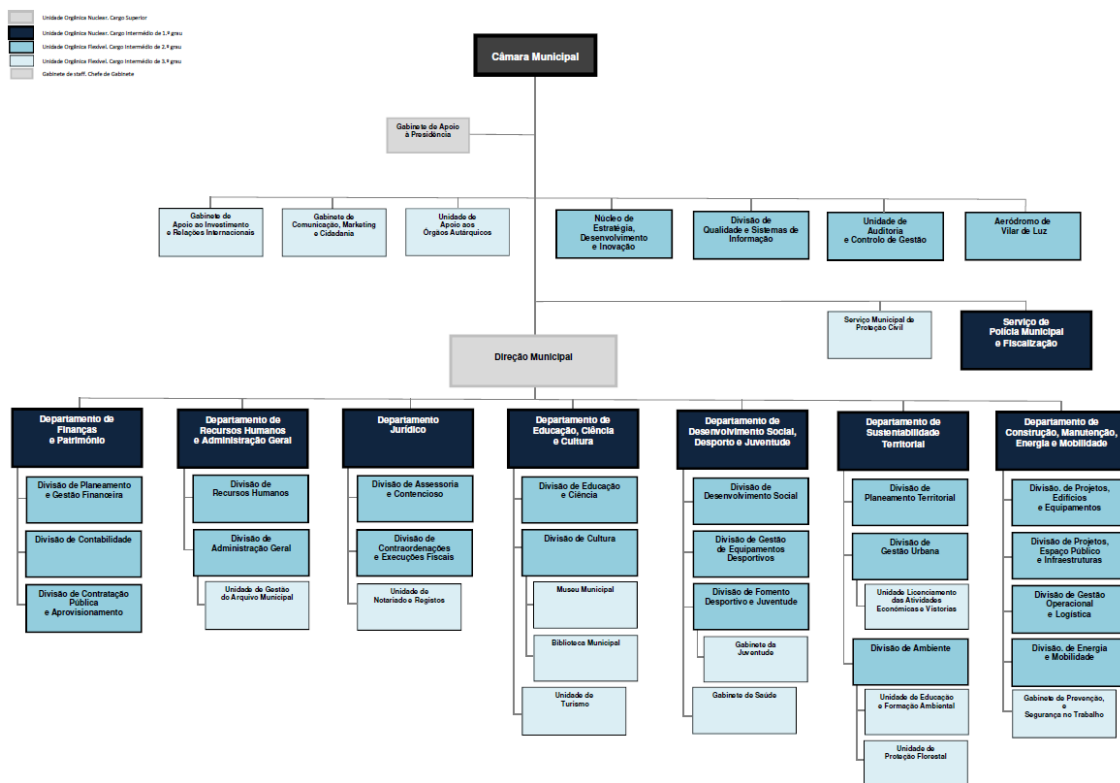 Unidade Orgânica Nuclear. Cargo Superior
Unidade Orgânica Nuclear. Cargo Intermédio de 1.º grau
Unidade Orgânica Flexível. Cargo Intermédio de 2.º grau
Unidade Orgânica Flexível. Cargo Intermédio de 3.º grau
Gabinete de staff. Chefe de Gabinete
Câmara Municipal
Gabinete de Apoio
à Presidência
Gabinete de
Apoio ao Investimento
e Relações Internacionais
Gabinete de
Comunicação, Marketing
e Cidadania
Unidade de
Apoio aos
Órgãos Autárquicos
Núcleo de
Estratégia,
Desenvolvimento
e Inovação
Divisão de
Qualidade e Sistemas de
Informação
Unidade de
Auditoria
e Controlo de Gestão
Aeródromo de
Vilar de Luz
Serviço Municipal de
Proteção Civil
Serviço de
Polícia Municipal
e Fiscalização
Direção Municipal
Departamento de
Finanças
e Património
Divisão de Planeamento
e Gestão Financeira
Divisão de Contabilidade
Divisão de Contratação
Pública
e Aprovisionamento
Departamento de
Recursos Humanos
e Administração Geral
Divisão de
Recursos Humanos
Divisão de
Administração Geral
Unidade de Gestão
do Arquivo Municipal
Departamento
Jurídico
Divisão de Assessoria
e Contencioso
Divisão de
Contraordenações
e Execuções Fiscais
Unidade de
Notariado e Registos
Departamento de
Educação, Ciência
e Cultura
Divisão de Educação
e Ciência
Divisão de Cultura
Museu Municipal
Biblioteca Municipal
Unidade de
Turismo
Departamento de
Desenvolvimento Social,
Desporto e Juventude
Divisão de
Desenvolvimento Social
Divisão de Gestão
de Equipamentos
Desportivos
Divisão de Fomento
Desportivo e Juventude
Gabinete da
Juventude
Gabinete de Saúde
Departamento de
Sustentabilidade
Territorial
Divisão de
Planeamento Territorial
Divisão de
Gestão Urbana
Unidade Licenciamento
das Atividades
Económicas e Vistorias
Divisão de Ambiente
Unidade de Educação
e Formação Ambiental
Unidade de
Proteção Florestal
Departamento de
Construção, Manutenção,
Energia e Mobilidade
Divisão. de Projetos,
Edifícios
e Equipamentos
Divisão de Projetos,
Espaço Público
e Infraestruturas
Divisão de Gestão
Operacional
e Logística
Divisão. de Energia
e Mobilidade
Gabinete de Prevenção,
e
Segurança no Trabalho